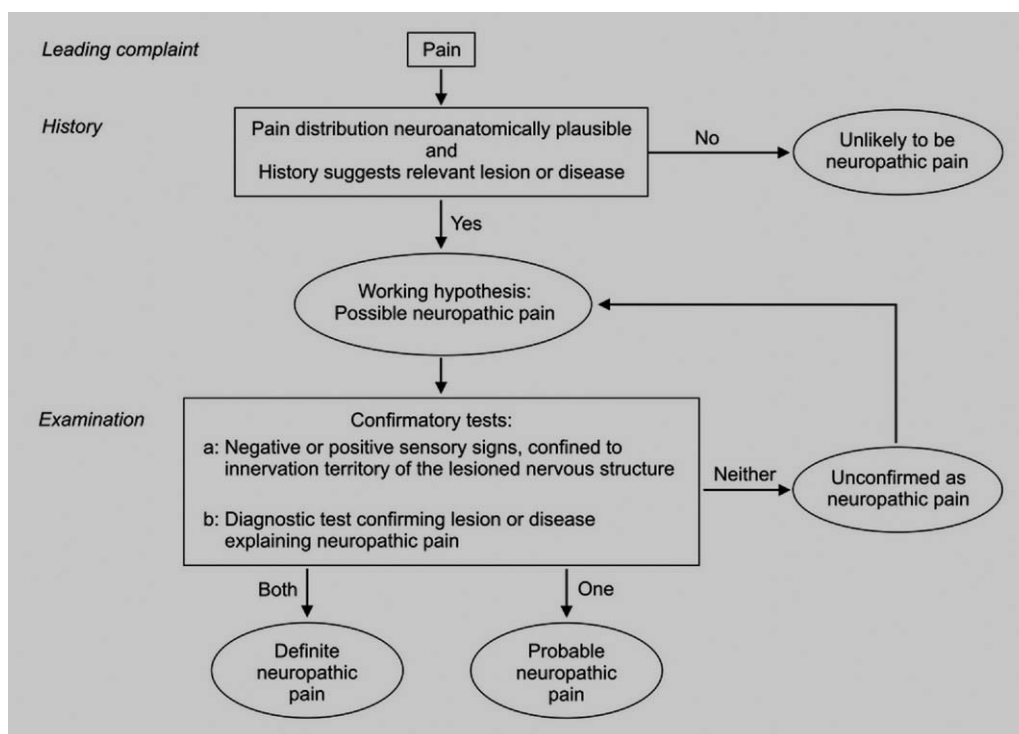 Leading complaint
Pain
History
Pain distribution neuroanatomically plausible
and
History suggests relevant lesion or disease
No
Unlikely to be
neuropathic pain
Yes
Working hypothesis:
Possible neuropathic pain
Examination
Confirmatory tests:
a: Negative or positive sensory signs, confined to
innervation territory of the lesioned nervous structure
b: Diagnostic test confirming lesion or disease
explaining neuropathic pain
Neither
Unconfirmed as
neuropathic pain
Both
One
Definite
neuropathic
pain
Probable
neuropathic
pain